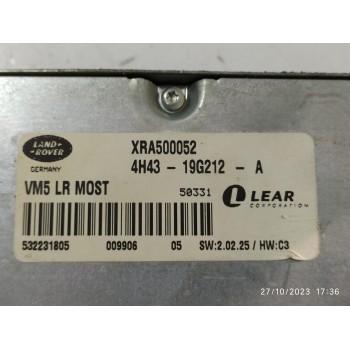 LAND-
-ROVER
GERMANY
XRA500052
4H43 - 19G212 - A
VM5 LR MOST
50331
LEAR
CORPORATION
532231805 009906 05 SW:2.02.25 / HW:C3
27/10/2023 17:36